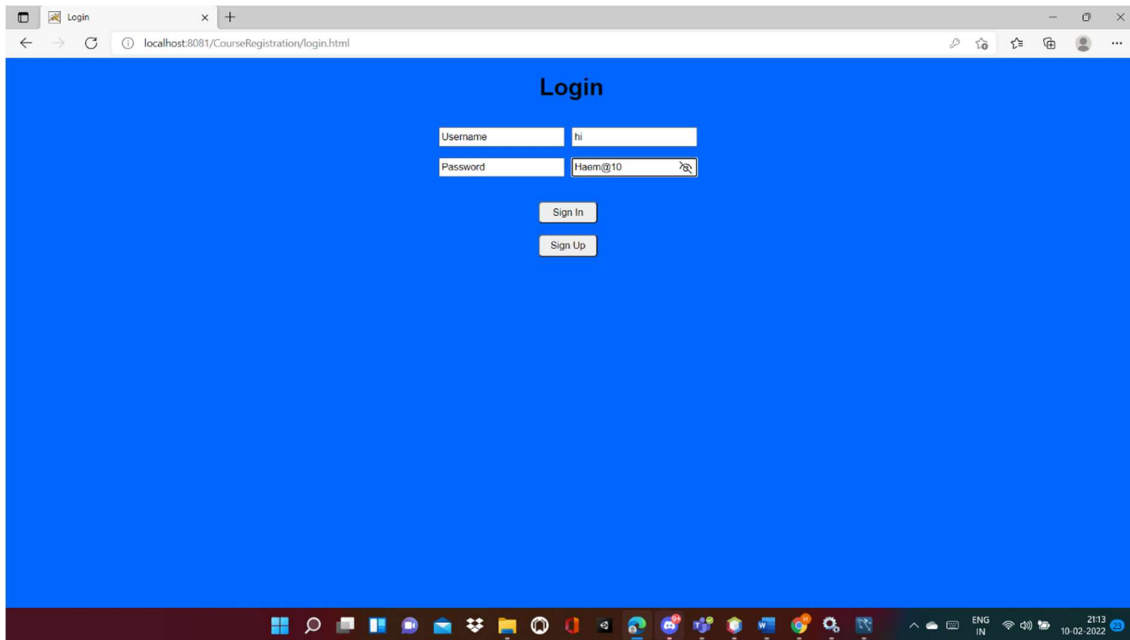 Login
localhost:8081/CourseRegistration/login.html
Login
Username hi
Password Haem@10
Sign In
Sign Up
ENG
IN
21:13
10-02-2022